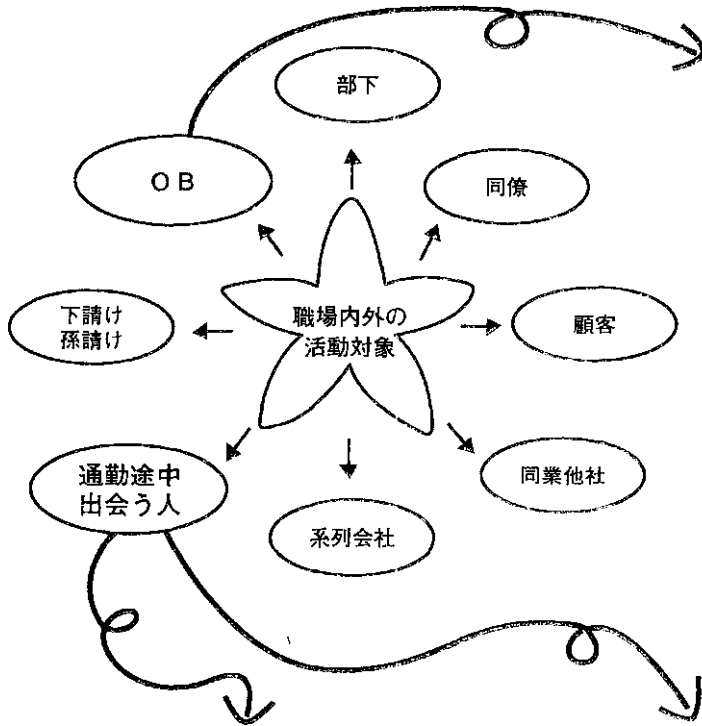 部下
OB
同僚
職場内外の
活動対象
下請け
孫請け
顧客
通勤途中
出会う人
同業他社
系列会社